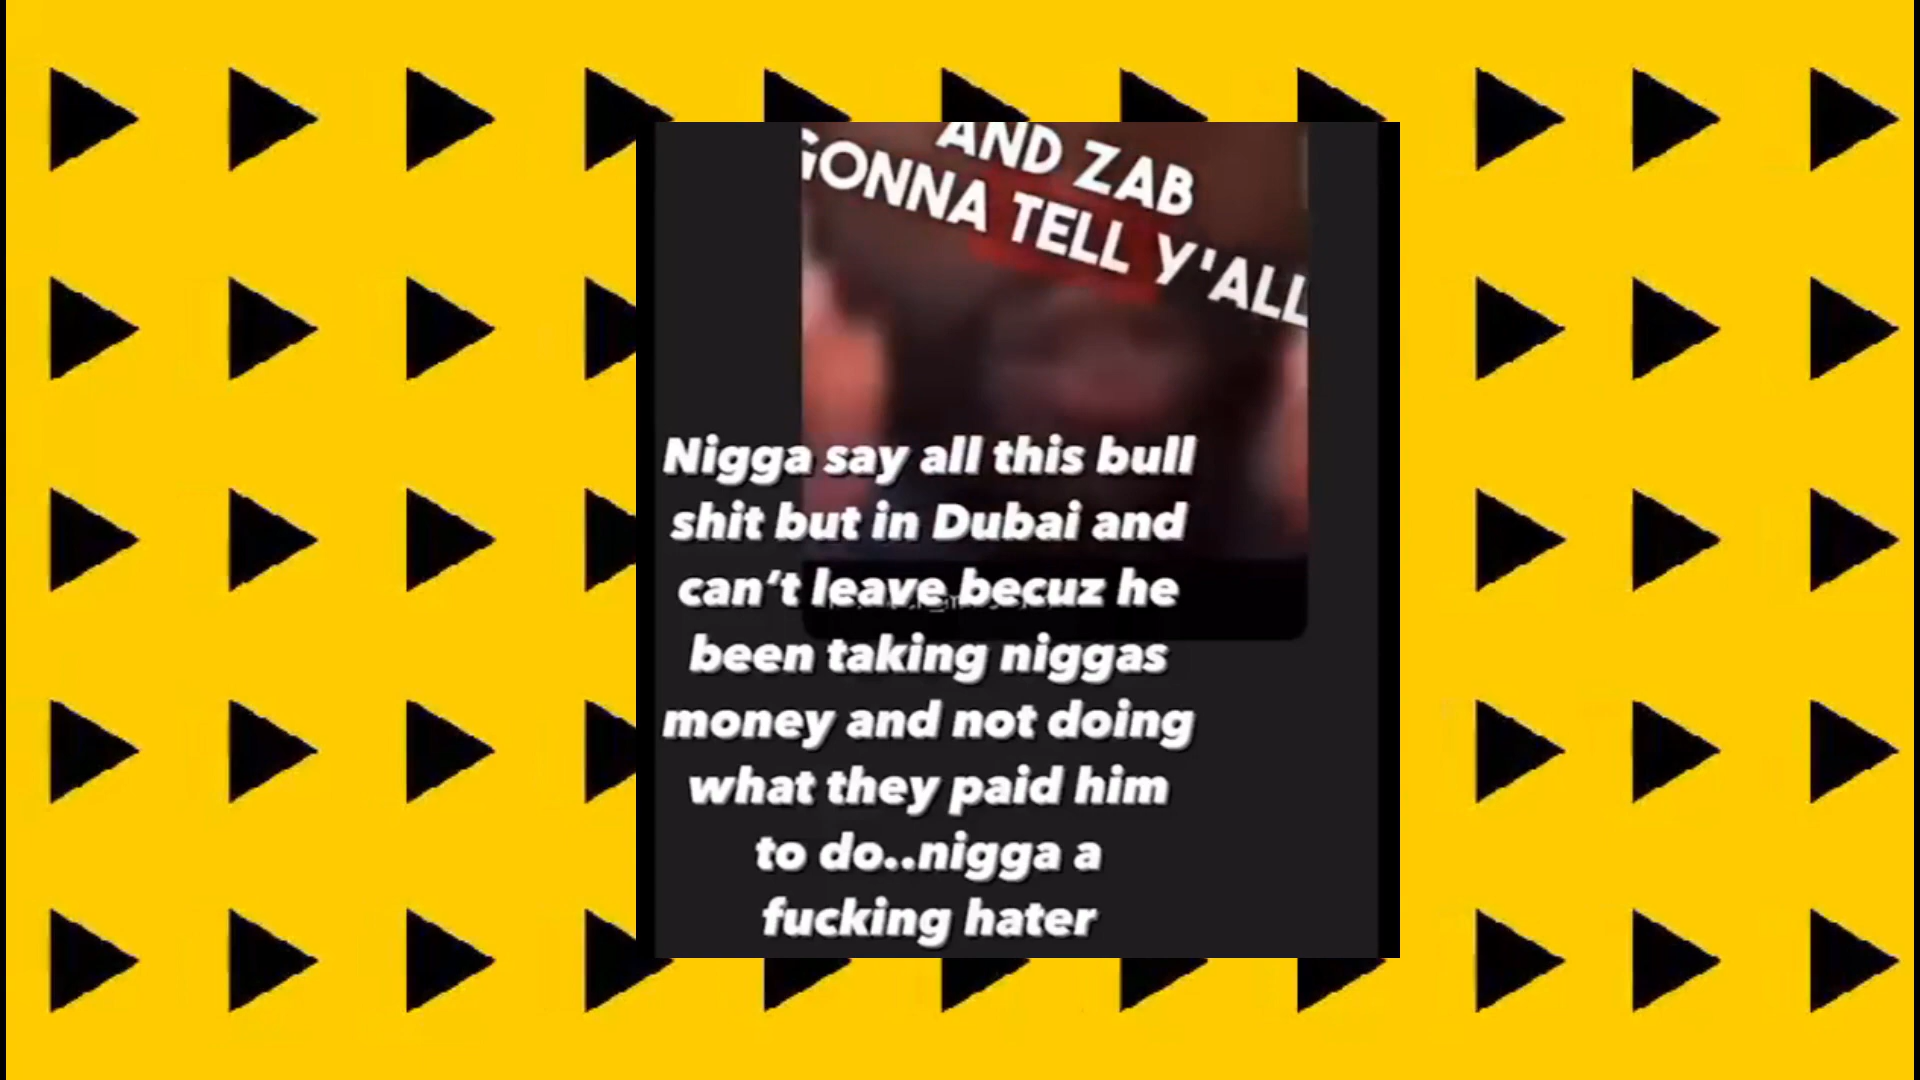 AND ZAB
GONNA TELL Y'ALL
Nigga say all this bull
shit but in Dubai and
can't leave becuz he
been taking niggas
money and not doing
what they paid him
to do..nigga a
fucking hater